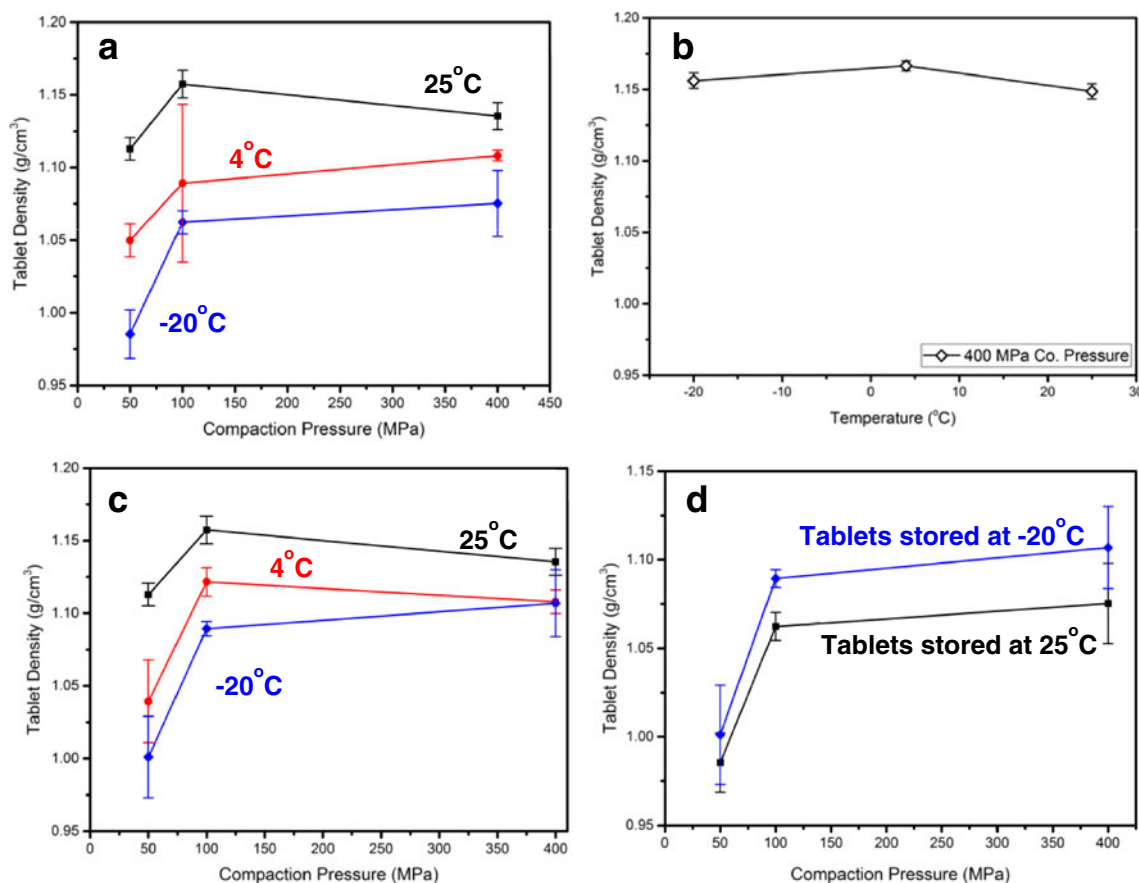 a
1.20
1.15
1.10
1.05
1.00
0.95
Tablet Density (g/cm³)
25°C
4°C
-20°C
0 50 100 150 200 250 300 350 400 450
Compaction Pressure (MPa)
b
1.20
1.15
1.10
1.05
1.00
0.95
Tablet Density (g/cm³)
400 MPa Co. Pressure
-20 -10 0 10 20 30
Temperature (°C)
c
1.20
1.15
1.10
1.05
1.00
0.95
Tablet Density (g/cm³)
25°C
4°C
-20°C
0 50 100 150 200 250 300 350 400
Compaction Pressure (MPa)
d
1.15
1.10
1.05
1.00
0.95
Tablet Density (g/cm³)
Tablets stored at -20°C
Tablets stored at 25°C
0 50 100 150 200 250 300 350 400
Compaction Pressure (MPa)